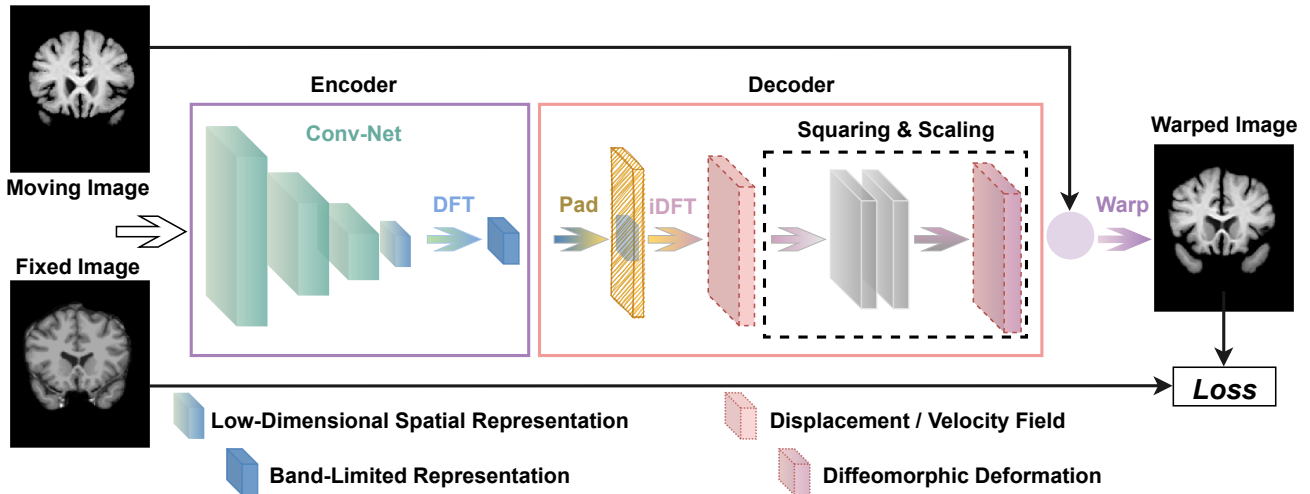 Encoder
Decoder
Conv-Net
Squaring & Scaling
Warped Image
Moving Image
DFT
Pad
iDFT
Warp
Fixed Image
Loss
Low-Dimensional Spatial Representation
Displacement / Velocity Field
Band-Limited Representation
Diffeomorphic Deformation